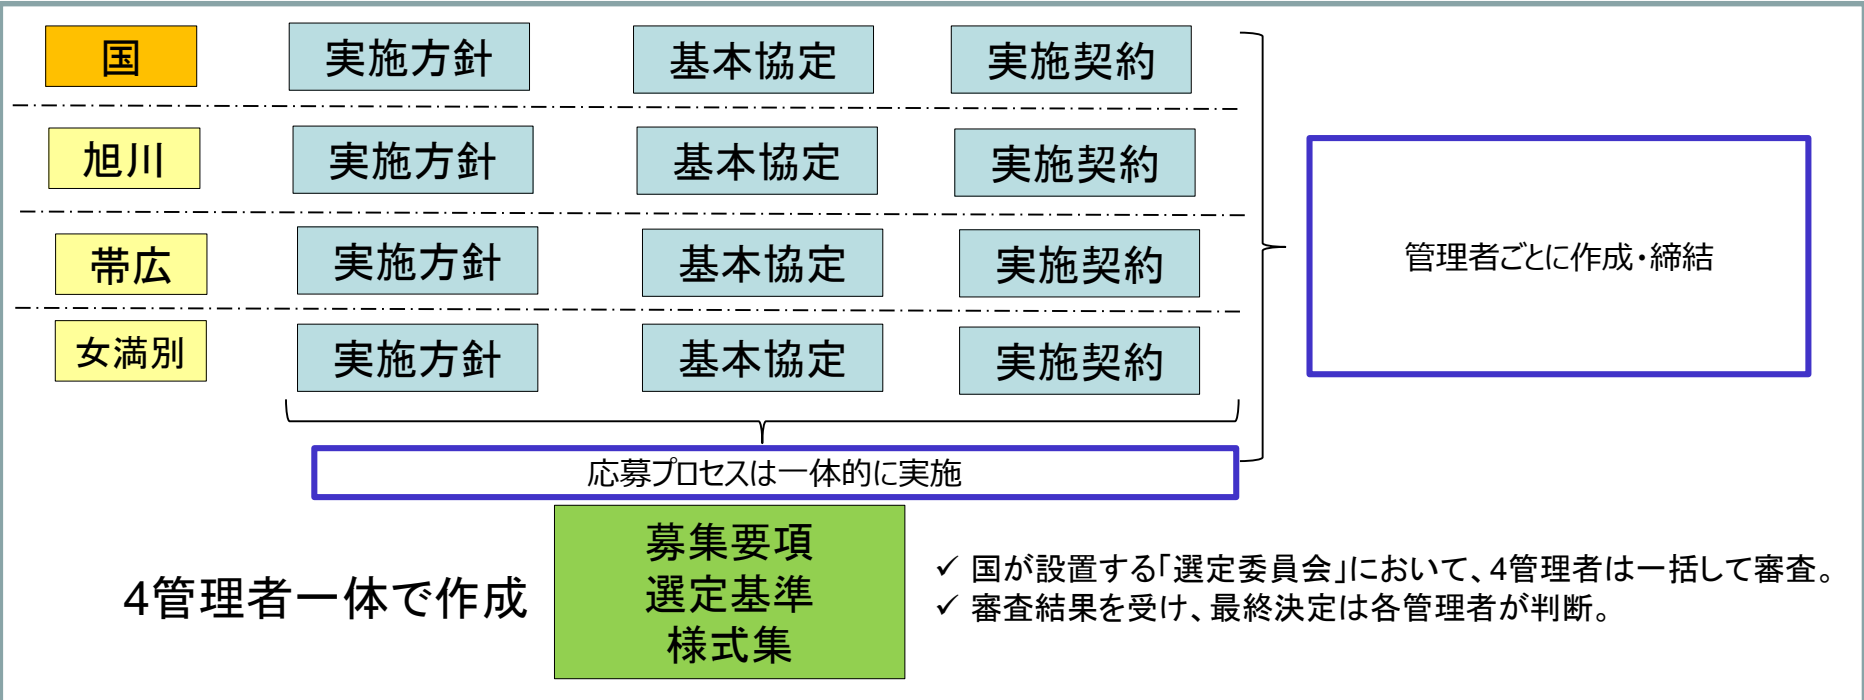 国 実施方針 基本協定 実施契約
旭川 実施方針 基本協定 実施契約
帯広 実施方針 基本協定 実施契約
女満別 実施方針 基本協定 実施契約
管理者ごとに作成・締結
応募プロセスは一体的に実施
4管理者一体で作成
募集要項
選定基準
様式集
✓ 国が設置する「選定委員会」において、4管理者は一括して審査。
✓ 審査結果を受け、最終決定は各管理者が判断。